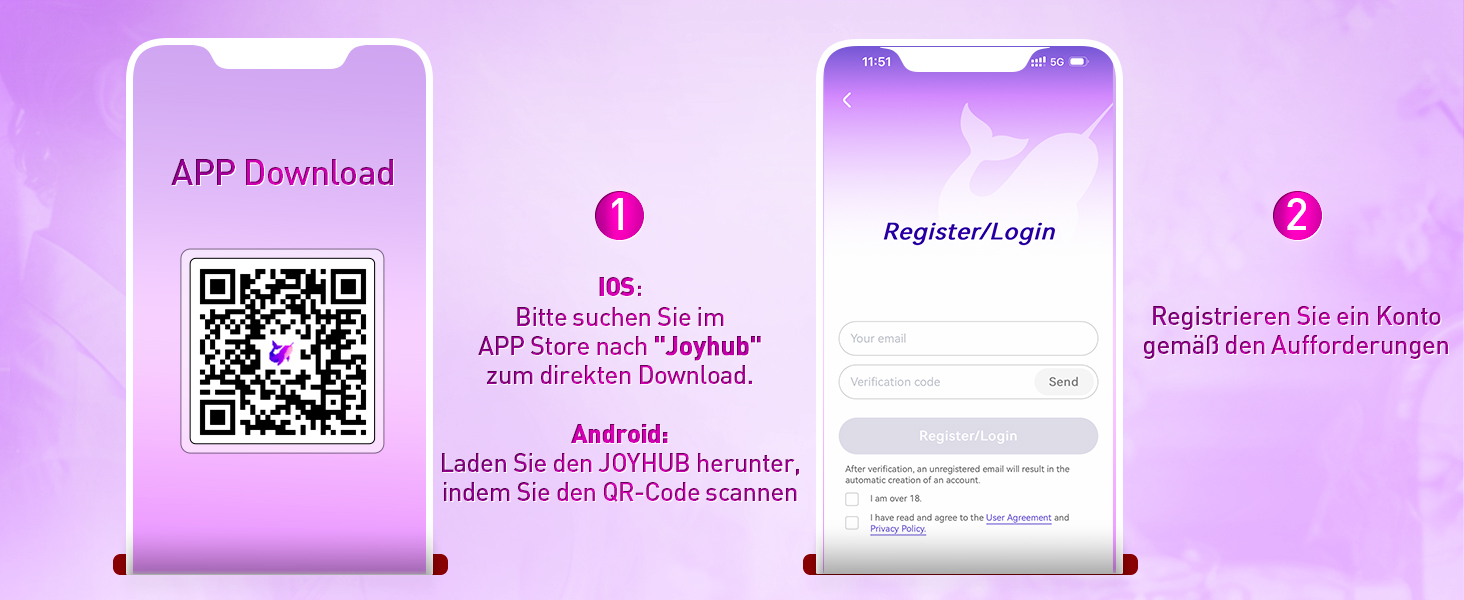 APP Download
1
IOS:
Bitte suchen Sie im
APP Store nach "Joyhub"
zum direkten Download.
Android:
Laden Sie den JOYHUB herunter,
indem Sie den QR-Code scannen
11:51
5G
Register/Login
Your email
Verification code
Send
Register/Login
After verification, an unregistered email will result in the
automatic creation of an account.
I am over 18.
I have read and agree to the User Agreement and
Privacy Policy.
2
Registrieren Sie ein Konto
gemäß den Aufforderungen